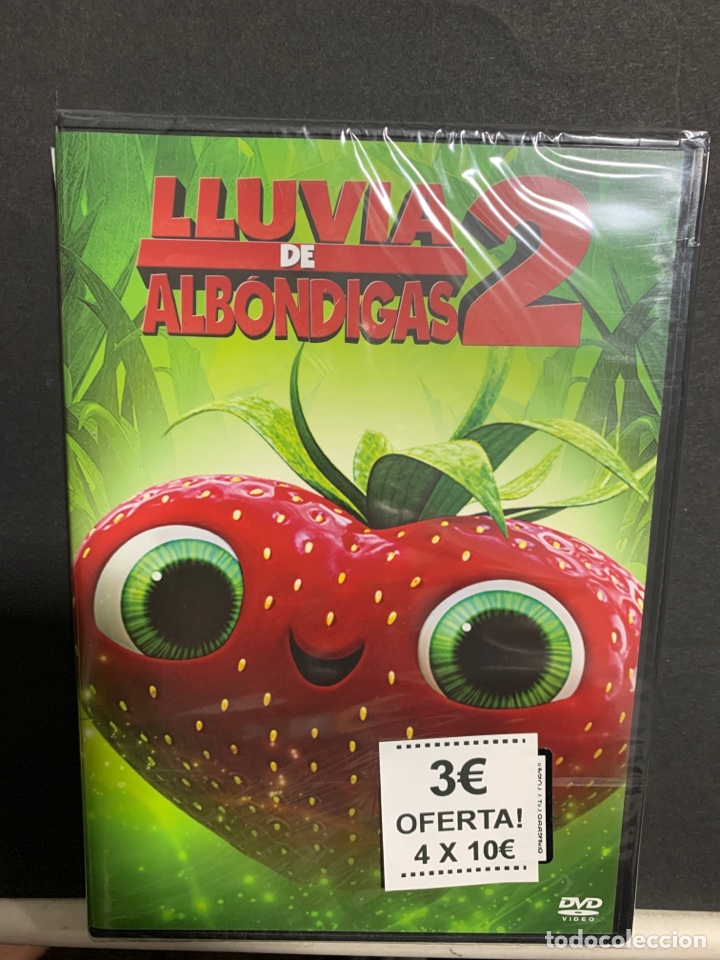 LLUVIA
DE
ALBÓNDIGAS 2
3€
OFERTA!
4 X 10€
DVD
VIDEO
todocoleccion